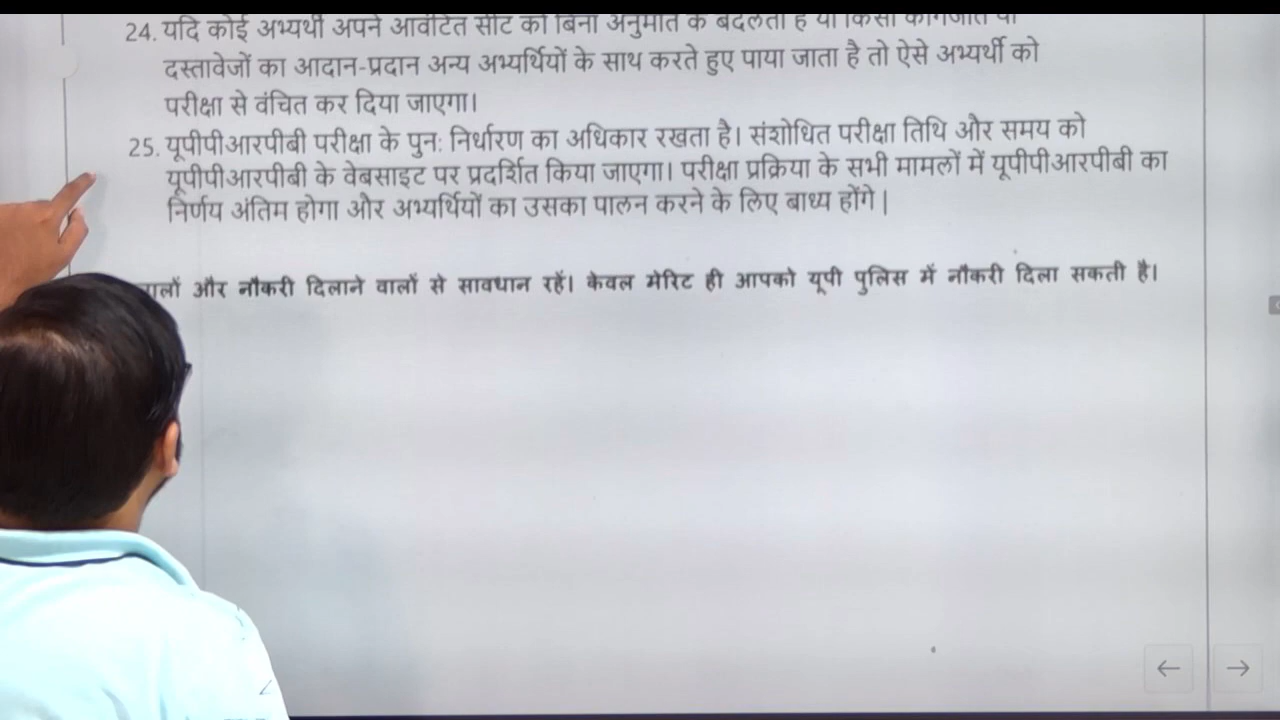 24. यदि कोई अभ्यर्थी अपने आवंटित सीट को बिना अनुमति के बदलता है या किसी कागजात या
दस्तावेजों का आदान-प्रदान अन्य अभ्यर्थियों के साथ करते हुए पाया जाता है तो ऐसे अभ्यर्थी को
परीक्षा से वंचित कर दिया जाएगा।
25. यूपीपीआरपीबी परीक्षा के पुन: निर्धारण का अधिकार रखता है। संशोधित परीक्षा तिथि और समय को
यूपीपीआरपीबी के वेबसाइट पर प्रदर्शित किया जाएगा। परीक्षा प्रक्रिया के सभी मामलों में यूपीपीआरपीबी का
निर्णय अंतिम होगा और अभ्यर्थियों का उसका पालन करने के लिए बाध्य होंगे |
और नौकरी दिलाने वालों से सावधान रहें। केवल मेरिट ही आपको यूपी पुलिस में नौकरी दिला सकती है।